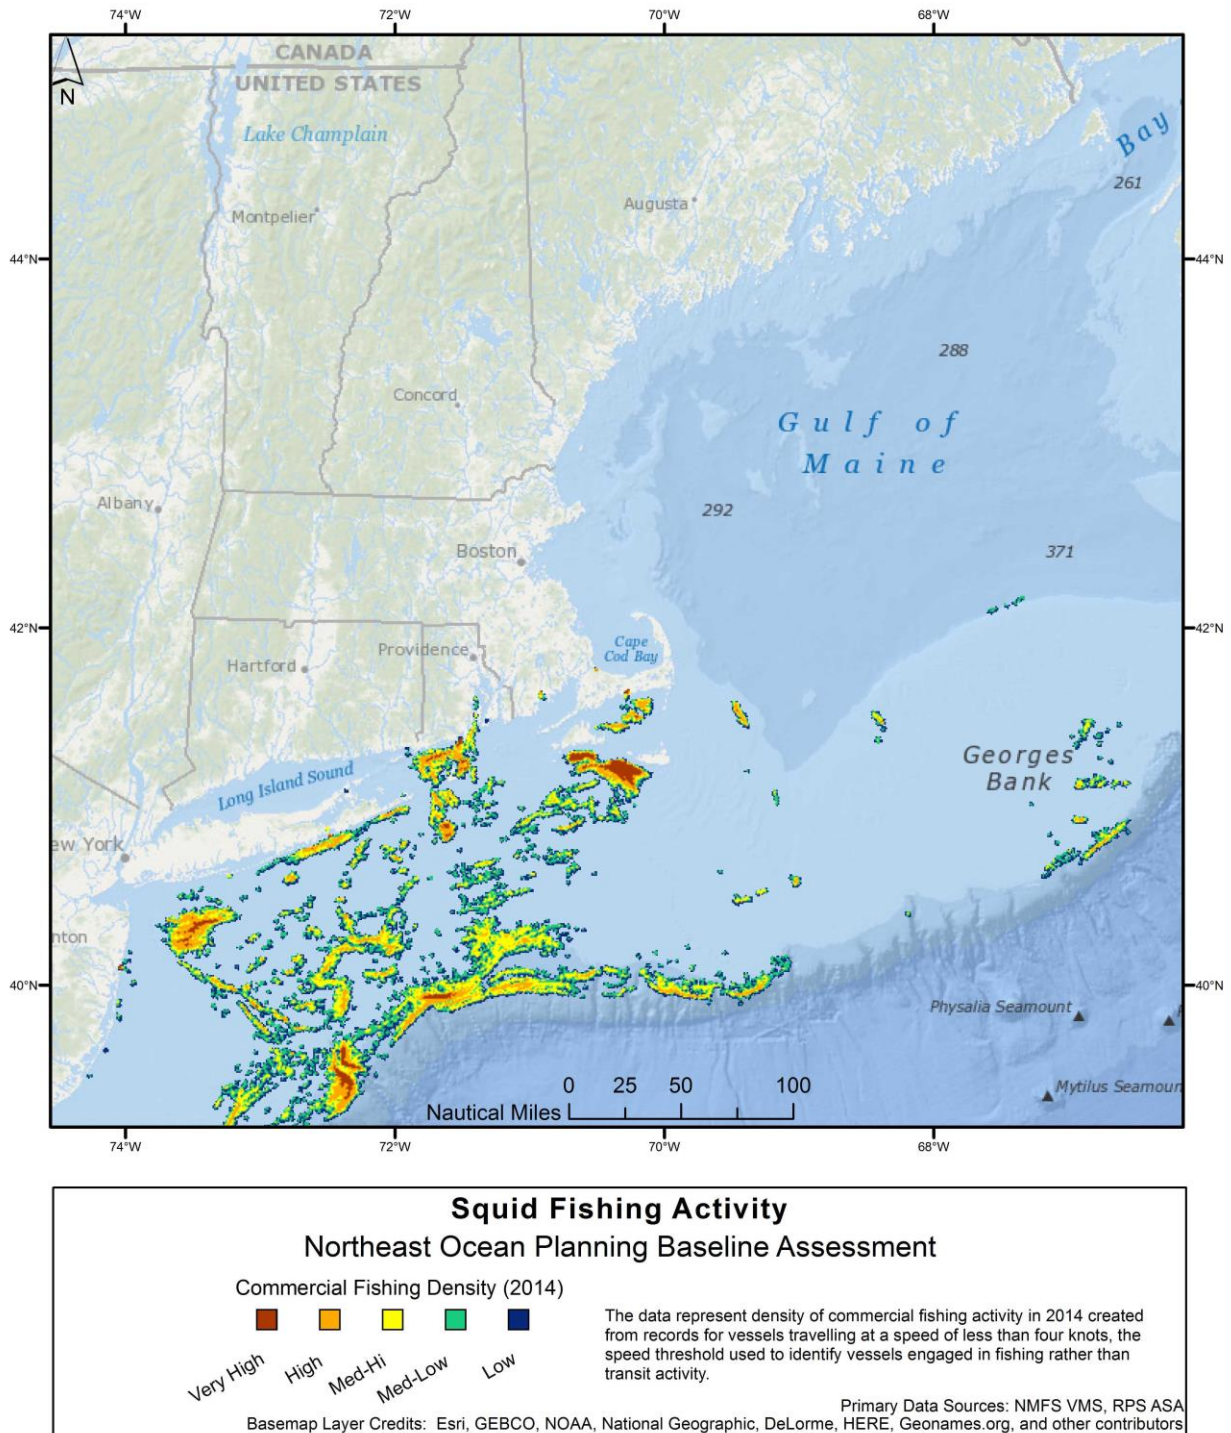 74°W 72°W 70°W 68°W
CANADA
UNITED STATES
N
Lake Champlain
Bay
261
Montpelier
Augusta
44°N 44°N
288
Concord
Gulf of
Maine
Albany
292
Boston
371
42°N 42°N
Cape
Cod Bay
Providence
Hartford
Georges
Bank
Long Island Sound
ew York
nton
40°N 40°N
Physalia Seamount
Mytilus Seamoun
0 25 50 100
Nautical Miles
74°W 72°W 70°W 68°W
Squid Fishing Activity
Northeast Ocean Planning Baseline Assessment
Commercial Fishing Density (2014)
Very High High Med-Hi Med-Low Low
The data represent density of commercial fishing activity in 2014 created
from records for vessels travelling at a speed of less than four knots, the
speed threshold used to identify vessels engaged in fishing rather than
transit activity.
Primary Data Sources: NMFS VMS, RPS ASA
Basemap Layer Credits: Esri, GEBCO, NOAA, National Geographic, DeLorme, HERE, Geonames.org, and other contributors